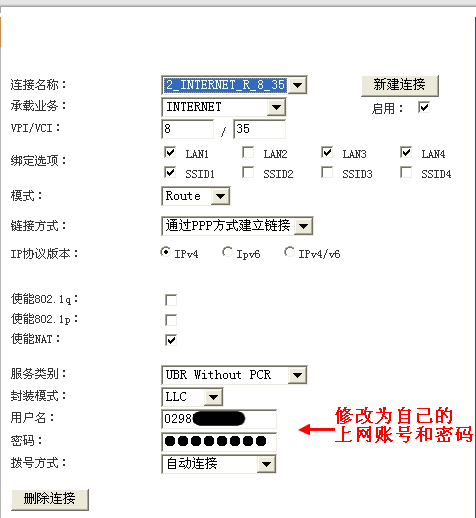 连接名称： 2_INTERNET_R_8_35 新建连接
承载业务： INTERNET 启用：
VPI/VCI： 8 / 35
绑定选项： LAN1 LAN2 LAN3 LAN4
SSID1 SSID2 SSID3 SSID4
模式： Route
链接方式： 通过PPP方式建立链接
IP协议版本： IPv4 Ipv6 IPv4/v6
使能802.1q：
使能802.1p：
使能NAT：
服务类别： UBR Without PCR
封装模式： LLC
用户名： 0298
修改为自己的
上网账号和密码
密码： ●●●●●●●●
拨号方式： 自动连接
删除连接